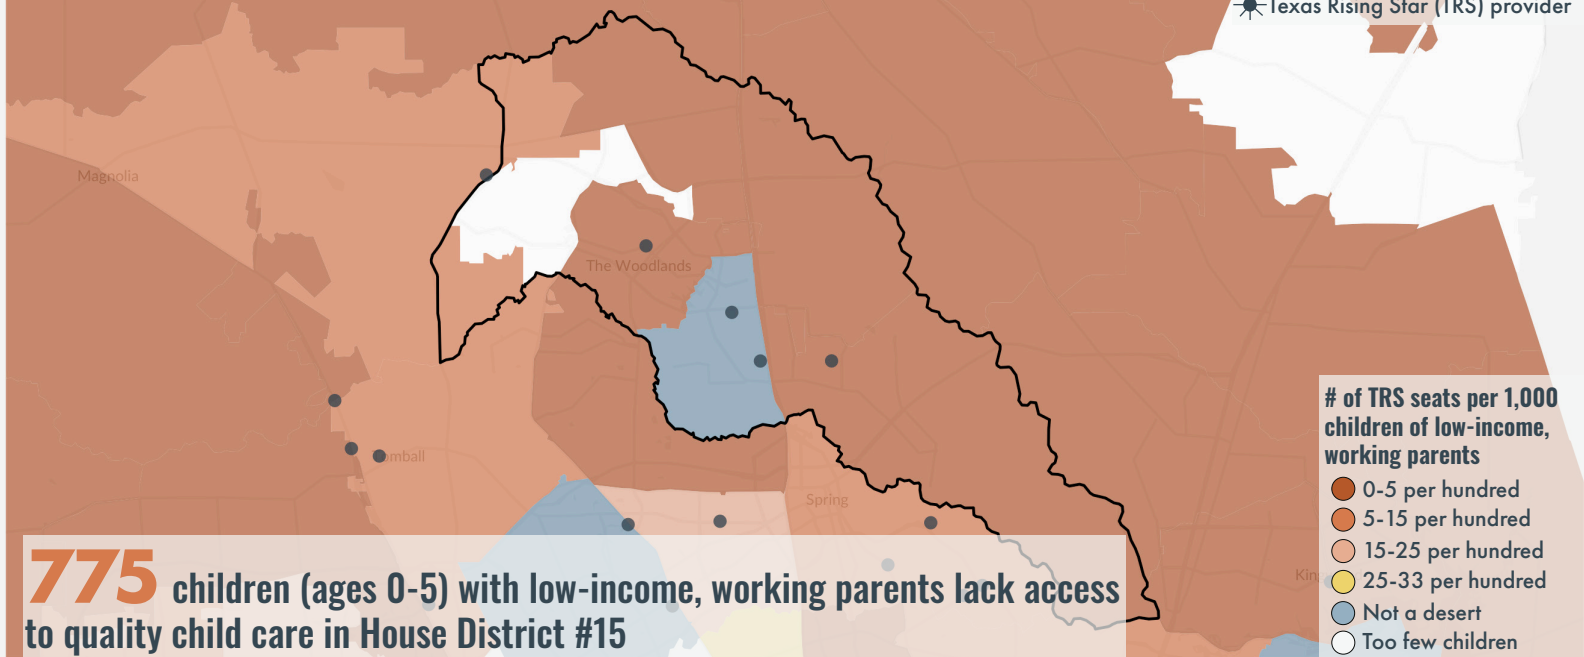 Texas Rising Star (TRS) provider
Magnolia
The Woodlands
Tomball
Spring
# of TRS seats per 1,000
children of low-income,
working parents
0-5 per hundred
5-15 per hundred
15-25 per hundred
25-33 per hundred
Not a desert
Too few children
775 children (ages 0-5) with low-income, working parents lack access
to quality child care in House District #15